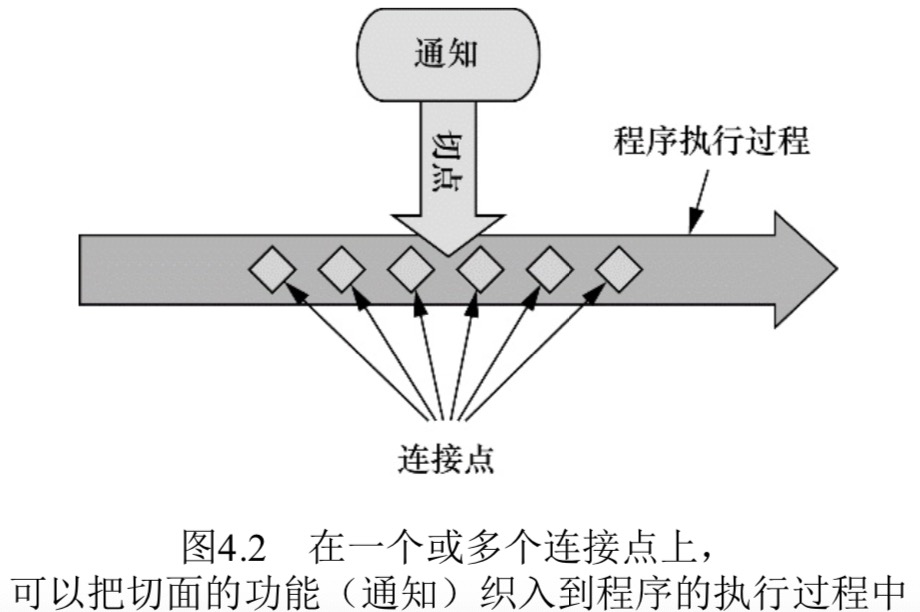 通知
切点
程序执行过程
连接点
图4.2 在一个或多个连接点上，
可以把切面的功能（通知）织入到程序的执行过程中